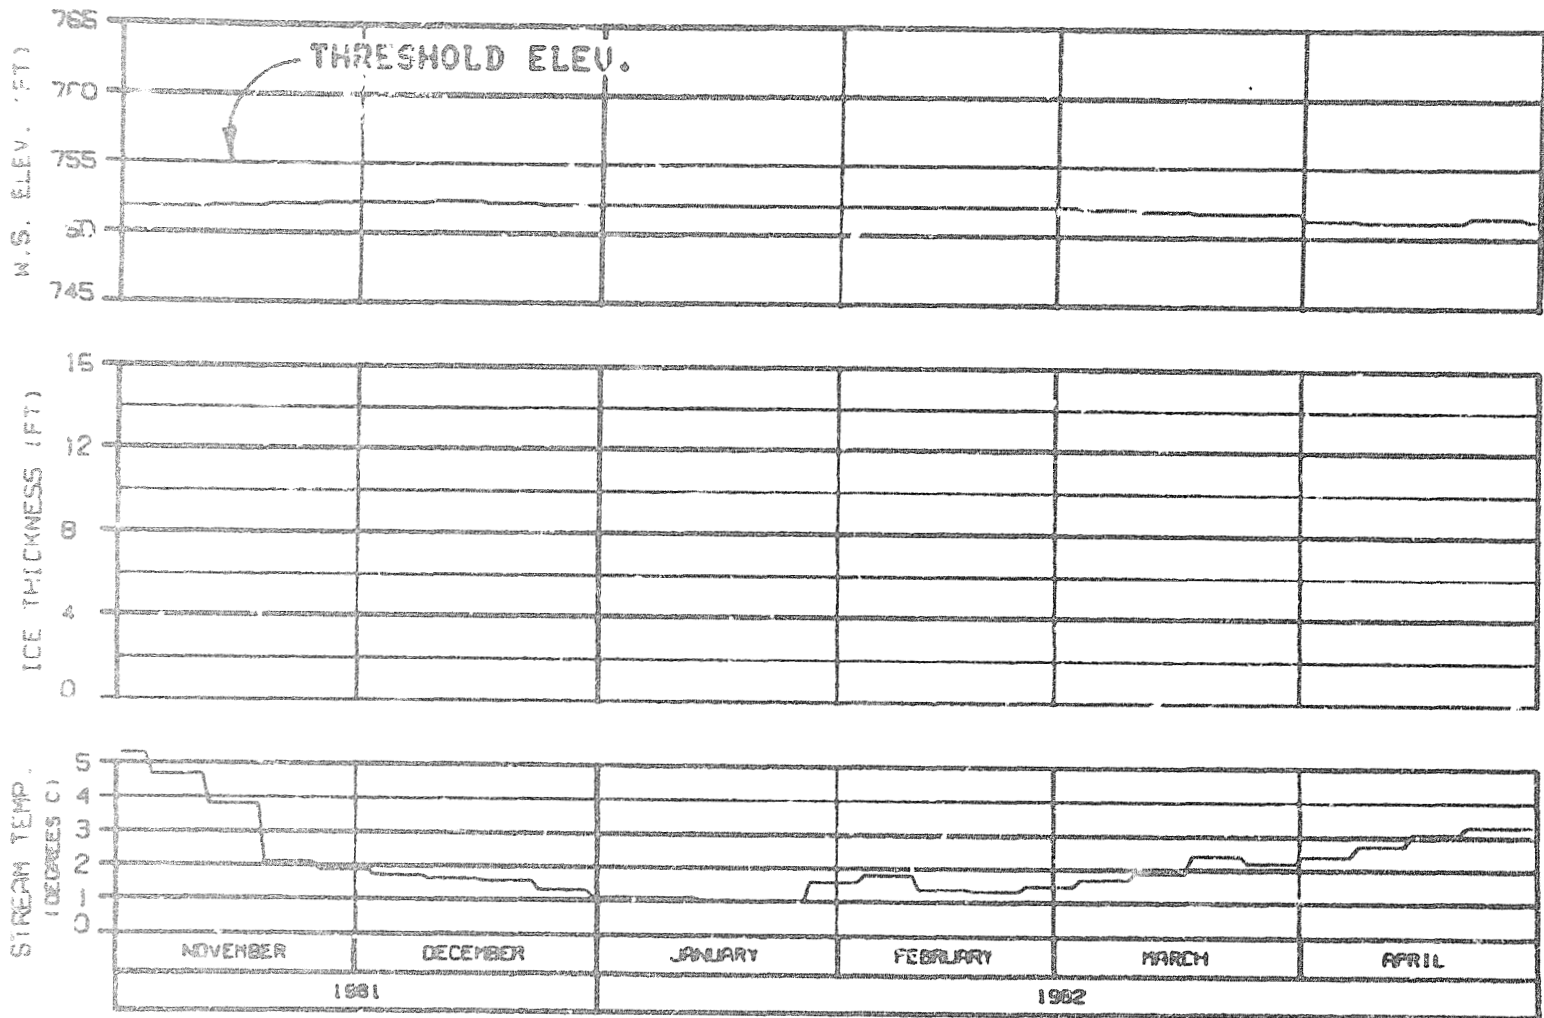 765
THRESHOLD ELEV.
760
755
50
745
W.S. ELEV. (FT)
15
12
8
4
0
ICE THICKNESS (FT)
5
4
3
2
1
0
STREAM TEMP.
(DEGREES C)
NOVEMBER DECEMBER JANUARY FEBRUARY MARCH APRIL
1981 1982